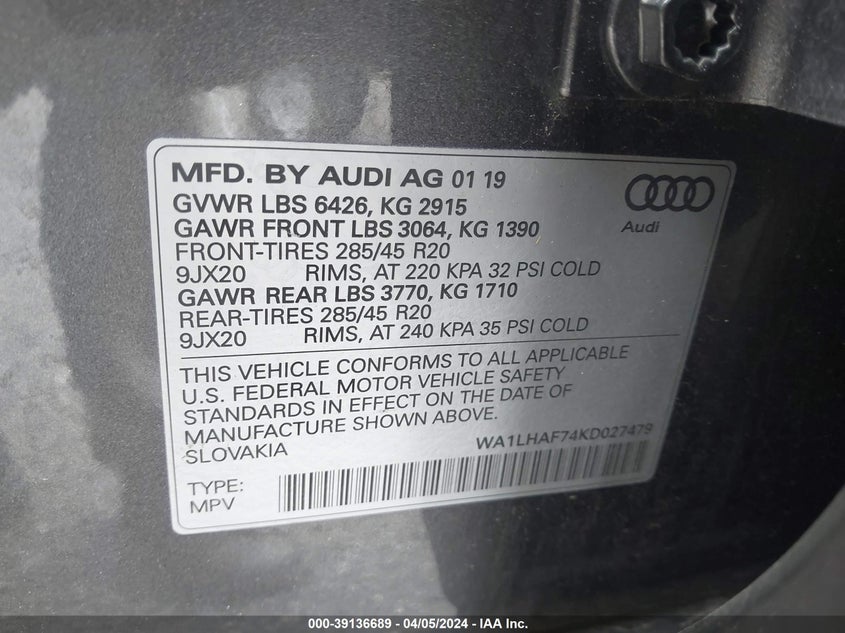 MFD. BY AUDI AG 01 19
GVWR LBS 6426, KG 2915
GAWR FRONT LBS 3064, KG 1390
FRONT-TIRES 285/45 R20
9JX20 RIMS, AT 220 KPA 32 PSI COLD
GAWR REAR LBS 3770, KG 1710
REAR-TIRES 285/45 R20
9JX20 RIMS, AT 240 KPA 35 PSI COLD
Audi
THIS VEHICLE CONFORMS TO ALL APPLICABLE
U.S. FEDERAL MOTOR VEHICLE SAFETY
STANDARDS IN EFFECT ON THE DATE OF
MANUFACTURE SHOWN ABOVE.
SLOVAKIA WA1LHAF74KD027479
TYPE:
MPV
000-39136689 - 04/05/2024 - IAA Inc.